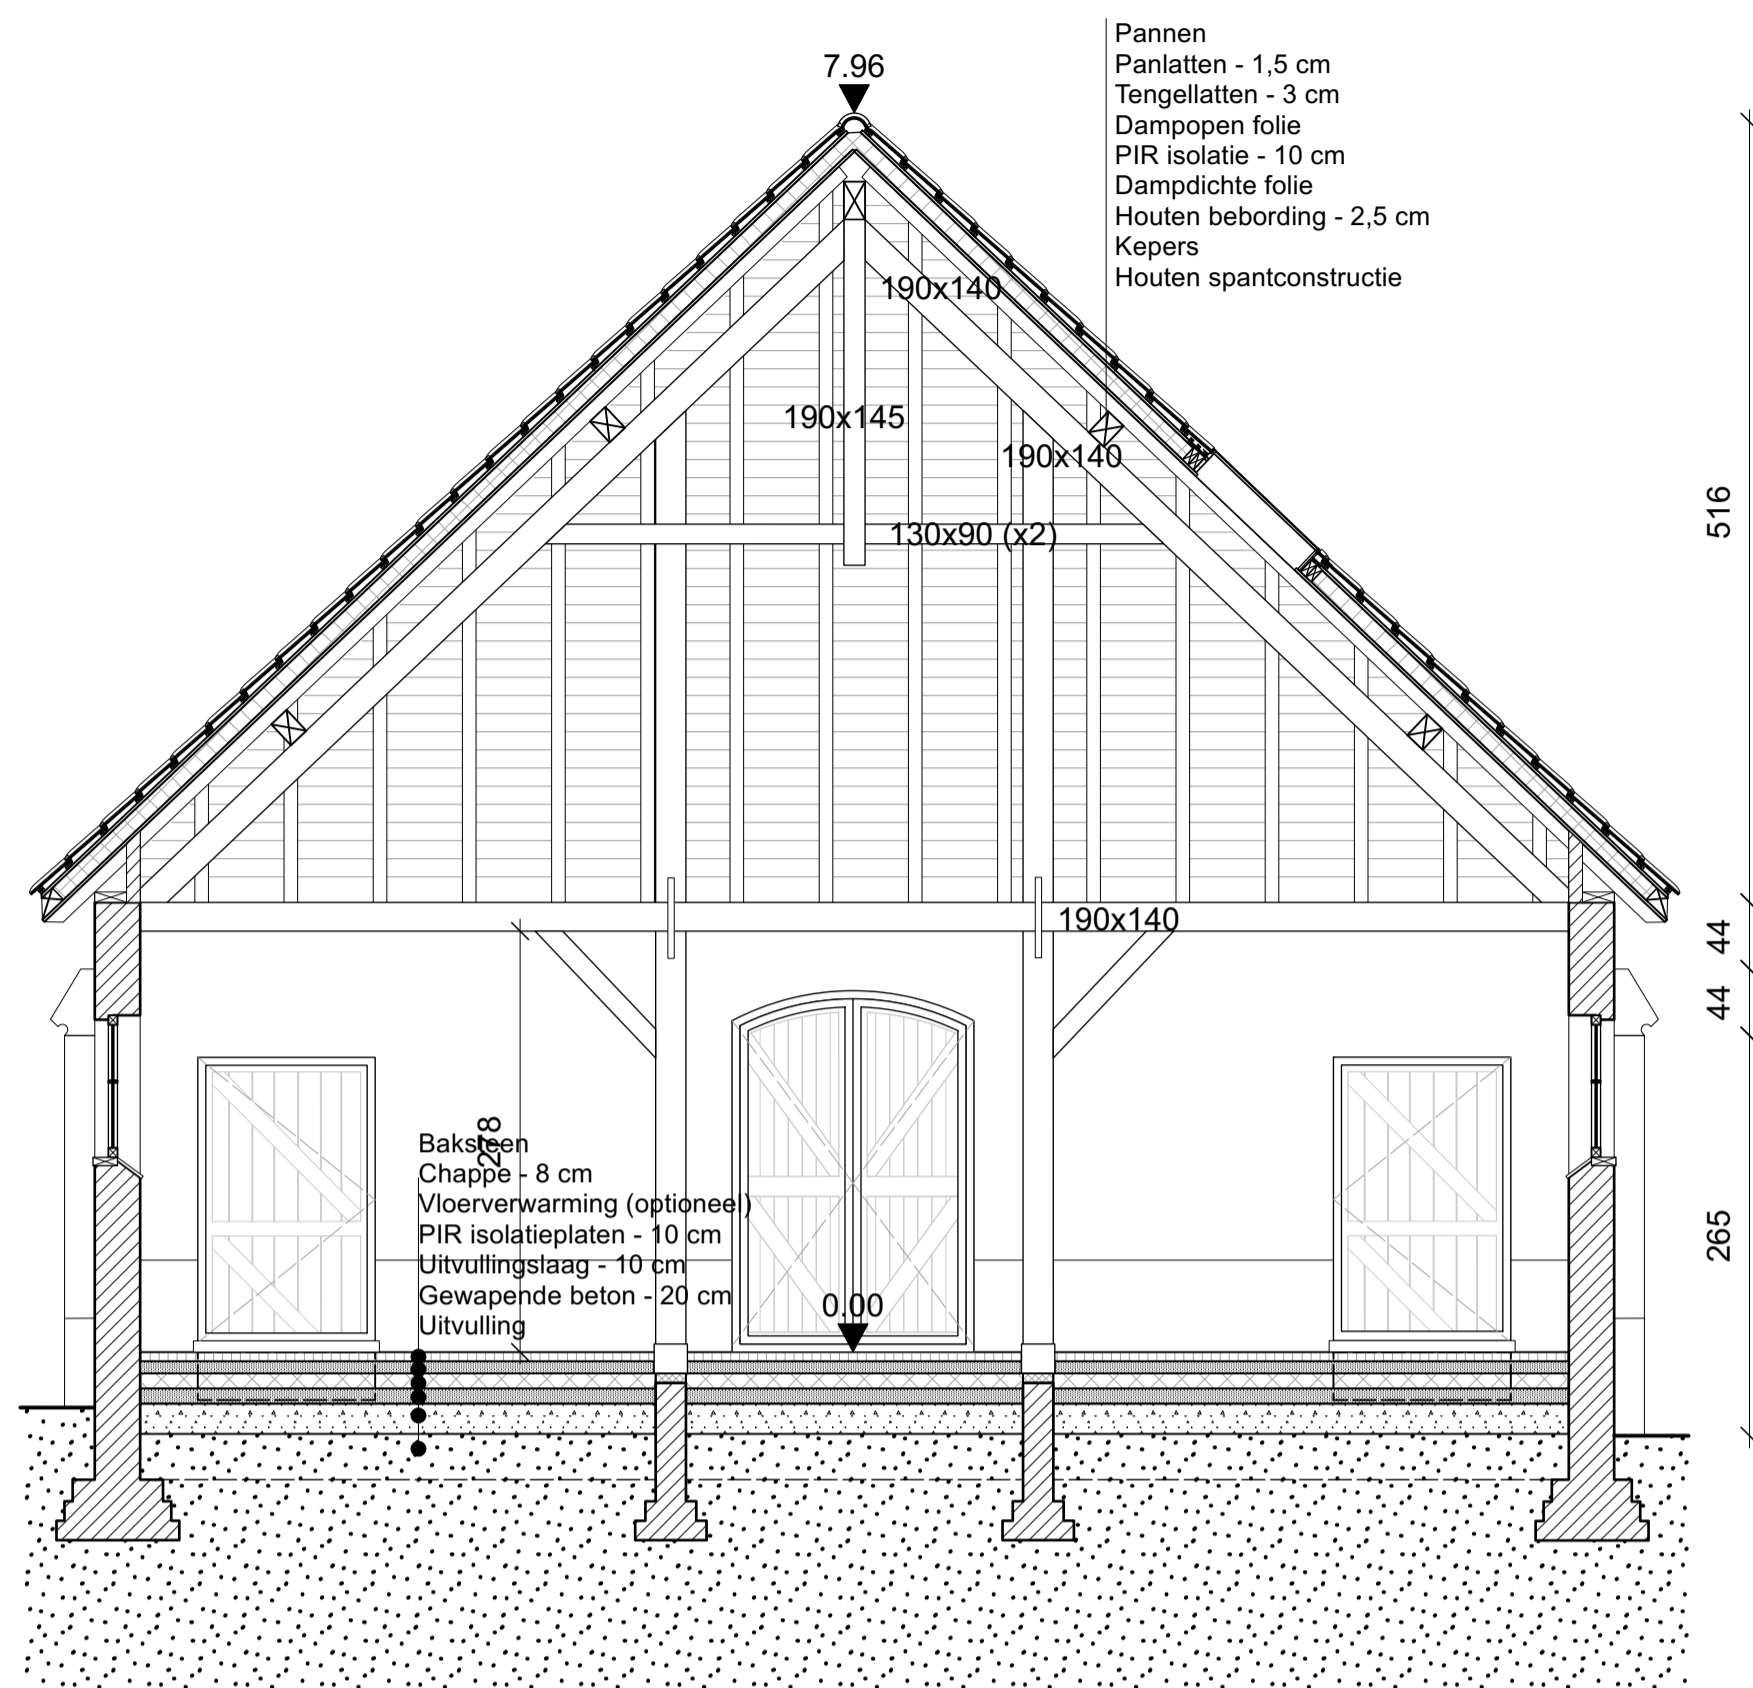 Pannen
Panlatten - 1,5 cm
Tengellatten - 3 cm
Dampopen folie
PIR isolatie - 10 cm
Dampdichte folie
Houten bebording - 2,5 cm
Kepers
Houten spantconstructie
7.96
190x140
190x145
190x140
130x90 (x2)
516
190x140
44
44
278
Baksteen
Chappe - 8 cm
Vloerverwarming (optioneel)
PIR isolatieplaten - 10 cm
Uitvullingslaag - 10 cm
Gewapende beton - 20 cm
Uitvulling
265
0.00